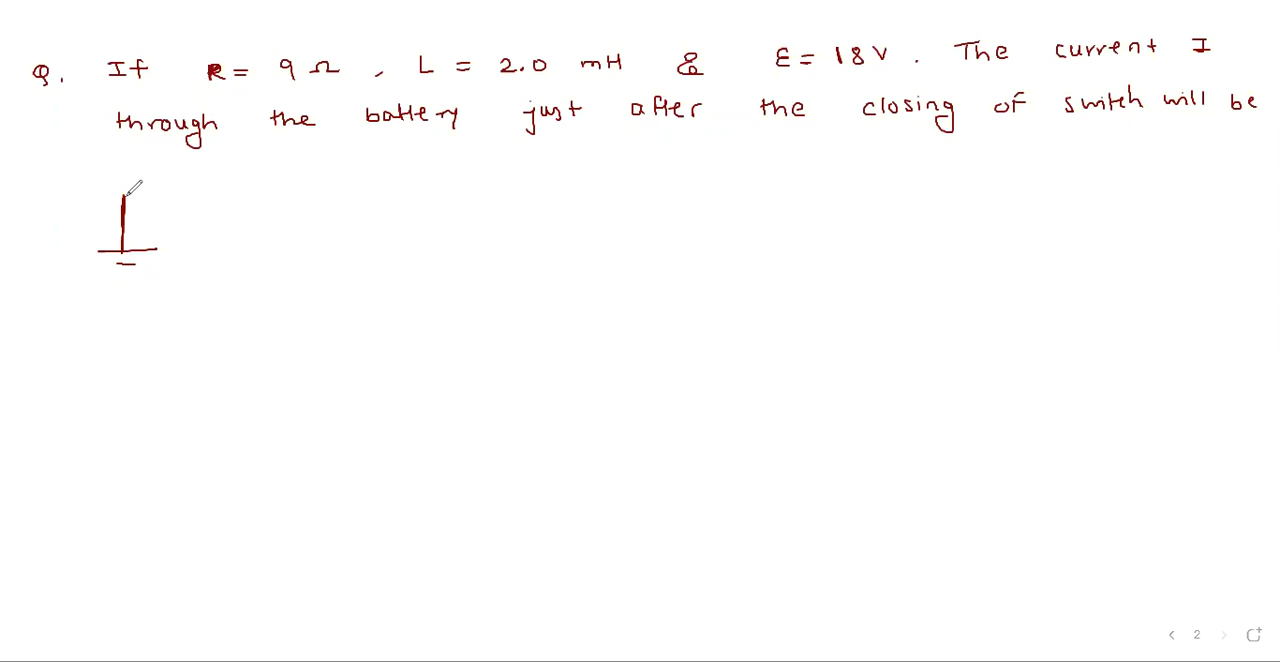 Q. If R = 9 Ω, L = 2.0 mH & ε = 18 V. The current I
through the battery just after the closing of switch will be
2